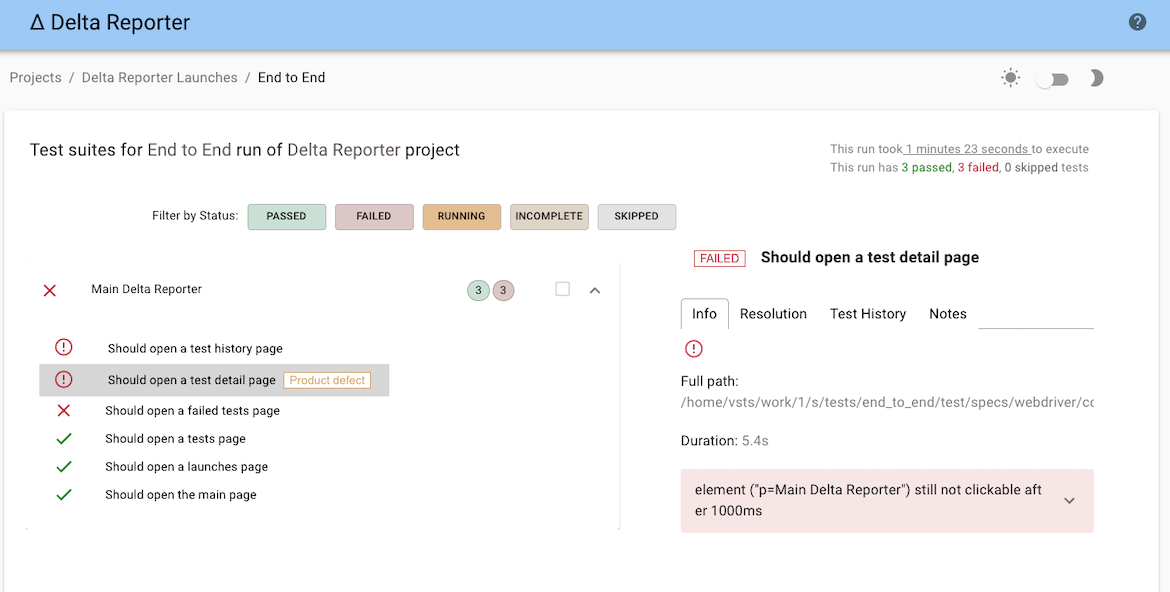 Δ Delta Reporter
Projects / Delta Reporter Launches / End to End
Test suites for End to End run of Delta Reporter project
This run took 1 minutes 23 seconds to execute
This run has 3 passed, 3 failed, 0 skipped tests
Filter by Status: PASSED FAILED RUNNING INCOMPLETE SKIPPED
Main Delta Reporter 3 3
Should open a test history page
Should open a test detail page Product defect
Should open a failed tests page
Should open a tests page
Should open a launches page
Should open the main page
FAILED Should open a test detail page
Info Resolution Test History Notes
Full path:
/home/vsts/work/1/s/tests/end_to_end/test/specs/webdriver/cc
Duration: 5.4s
element ("p=Main Delta Reporter") still not clickable aft
er 1000ms